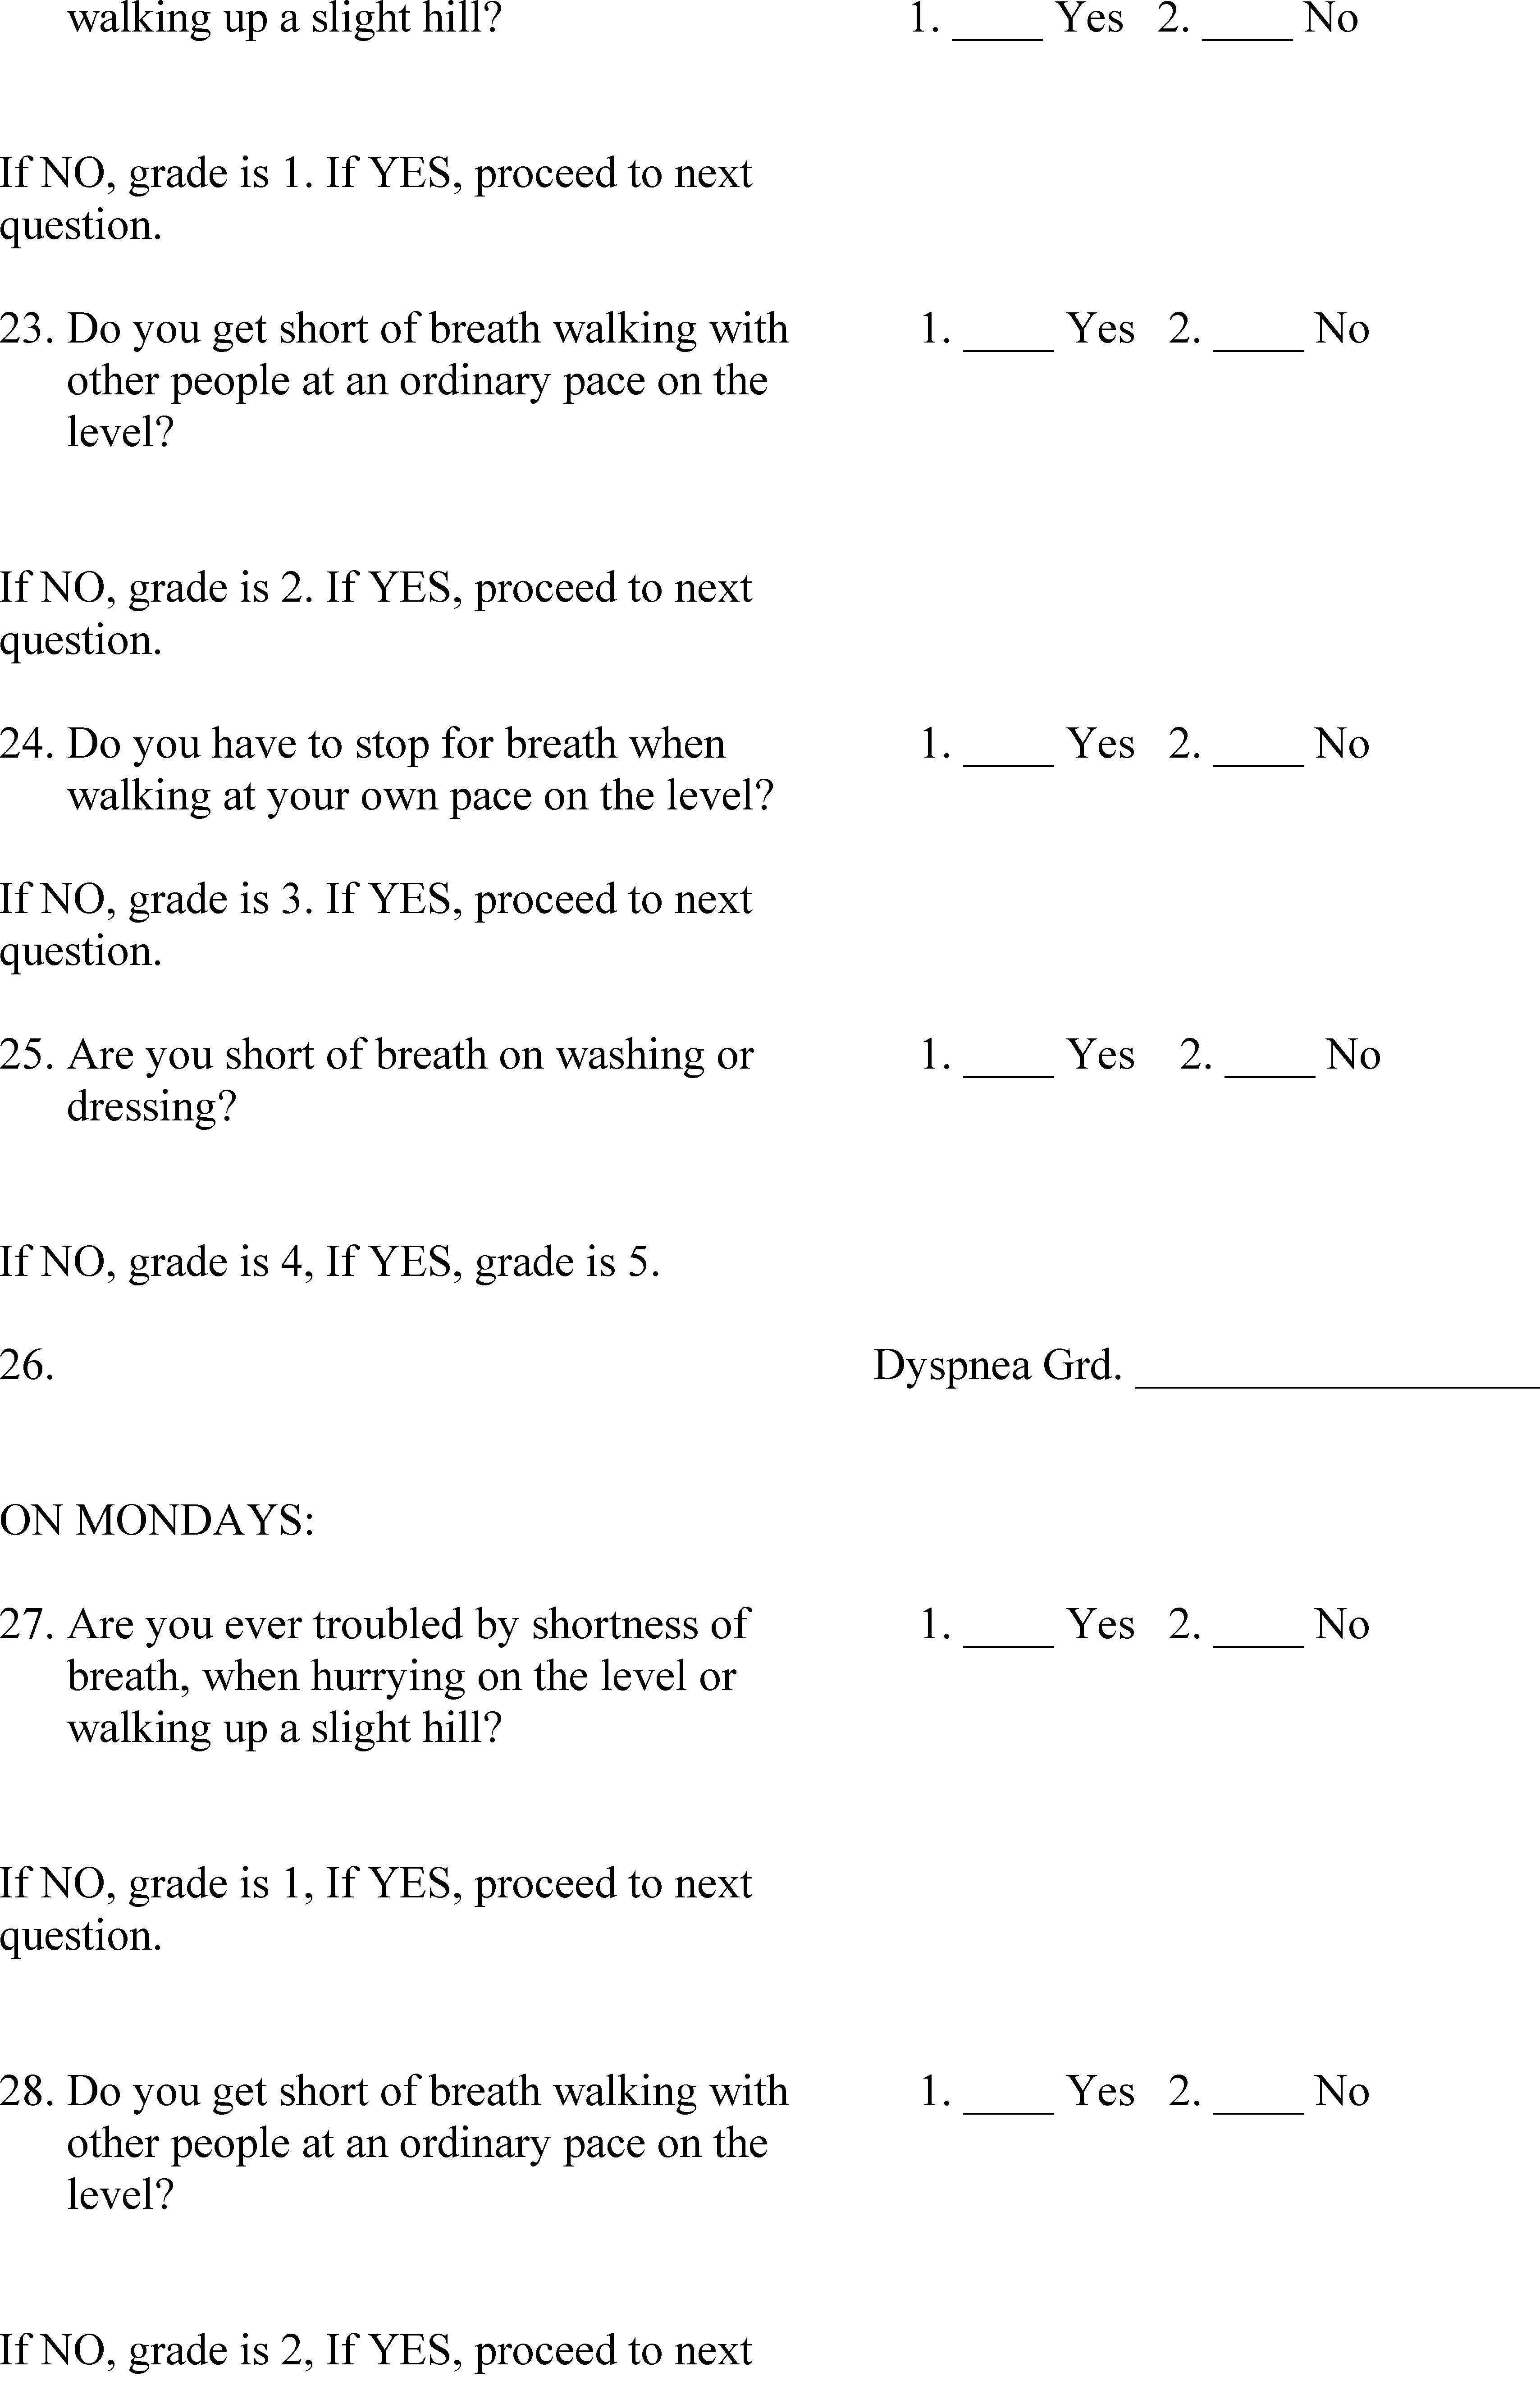 walking up a slight hill? 1. ____ Yes 2. ____ No
If NO, grade is 1. If YES, proceed to next
question.
23. Do you get short of breath walking with 1. ____ Yes 2. ____ No
other people at an ordinary pace on the
level?
If NO, grade is 2. If YES, proceed to next
question.
24. Do you have to stop for breath when 1. ____ Yes 2. ____ No
walking at your own pace on the level?
If NO, grade is 3. If YES, proceed to next
question.
25. Are you short of breath on washing or 1. ____ Yes 2. ____ No
dressing?
If NO, grade is 4, If YES, grade is 5.
26. Dyspnea Grd. __________________
ON MONDAYS:
27. Are you ever troubled by shortness of 1. ____ Yes 2. ____ No
breath, when hurrying on the level or
walking up a slight hill?
If NO, grade is 1, If YES, proceed to next
question.
28. Do you get short of breath walking with 1. ____ Yes 2. ____ No
other people at an ordinary pace on the
level?
If NO, grade is 2, If YES, proceed to next